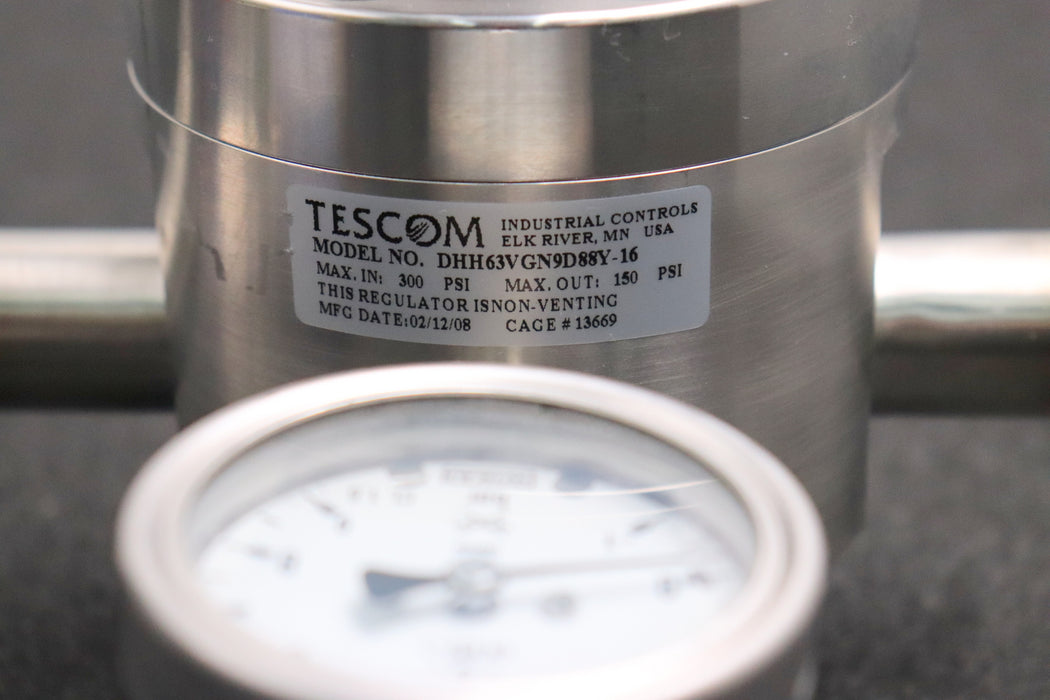 TESCOM INDUSTRIAL CONTROLS
ELK RIVER, MN USA
MODEL NO. DHH63VGN9D88Y-16
MAX. IN: 300 PSI MAX. OUT: 150 PSI
THIS REGULATOR ISNON-VENTING
MFG DATE:02/12/08 CAGE # 13669